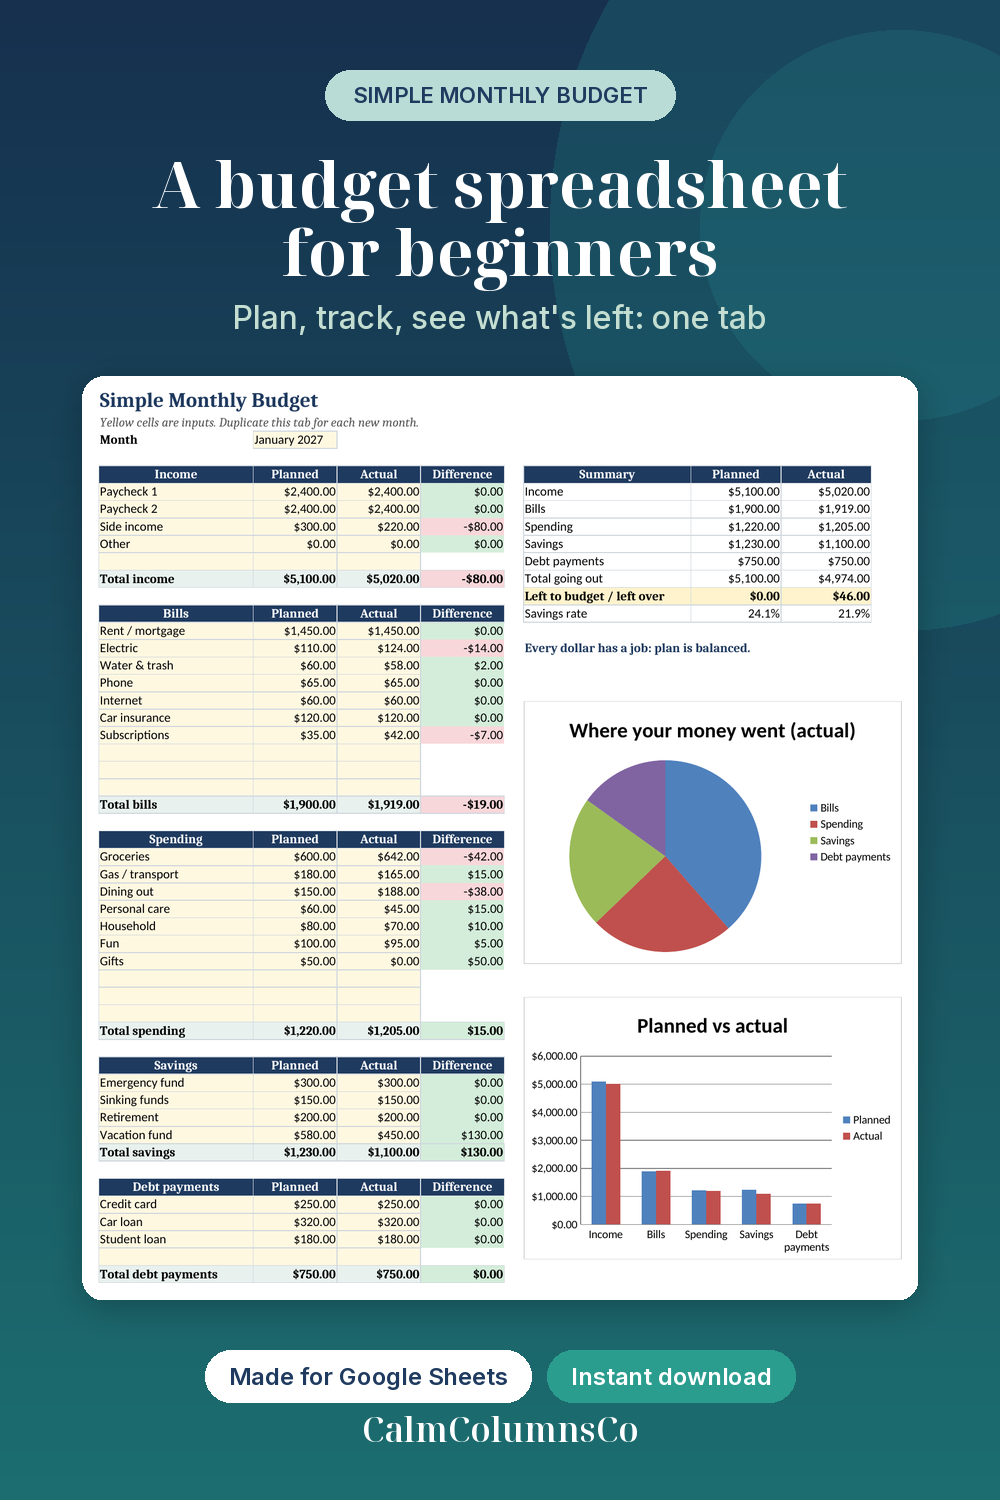 SIMPLE MONTHLY BUDGET
A budget spreadsheet
for beginners
Plan, track, see what's left: one tab
Simple Monthly Budget
Yellow cells are inputs. Duplicate this tab for each new month.
Month January 2027
Income Planned Actual Difference
Paycheck 1 $2,400.00 $2,400.00 $0.00
Paycheck 2 $2,400.00 $2,400.00 $0.00
Side income $300.00 $220.00 -$80.00
Other $0.00 $0.00 $0.00
Total income $5,100.00 $5,020.00 -$80.00
Bills Planned Actual Difference
Rent / mortgage $1,450.00 $1,450.00 $0.00
Electric $110.00 $124.00 -$14.00
Water & trash $60.00 $58.00 $2.00
Phone $65.00 $65.00 $0.00
Internet $60.00 $60.00 $0.00
Car insurance $120.00 $120.00 $0.00
Subscriptions $35.00 $42.00 -$7.00
Total bills $1,900.00 $1,919.00 -$19.00
Spending Planned Actual Difference
Groceries $600.00 $642.00 -$42.00
Gas / transport $180.00 $165.00 $15.00
Dining out $150.00 $188.00 -$38.00
Personal care $60.00 $45.00 $15.00
Household $80.00 $70.00 $10.00
Fun $100.00 $95.00 $5.00
Gifts $50.00 $0.00 $50.00
Total spending $1,220.00 $1,205.00 $15.00
Savings Planned Actual Difference
Emergency fund $300.00 $300.00 $0.00
Sinking funds $150.00 $150.00 $0.00
Retirement $200.00 $200.00 $0.00
Vacation fund $580.00 $450.00 $130.00
Total savings $1,230.00 $1,100.00 $130.00
Debt payments Planned Actual Difference
Credit card $250.00 $250.00 $0.00
Car loan $320.00 $320.00 $0.00
Student loan $180.00 $180.00 $0.00
Total debt payments $750.00 $750.00 $0.00
Summary Planned Actual
Income $5,100.00 $5,020.00
Bills $1,900.00 $1,919.00
Spending $1,220.00 $1,205.00
Savings $1,230.00 $1,100.00
Debt payments $750.00 $750.00
Total going out $5,100.00 $4,974.00
Left to budget / left over $0.00 $46.00
Savings rate 24.1% 21.9%
Every dollar has a job: plan is balanced.
Where your money went (actual)
Bills
Spending
Savings
Debt payments
Planned vs actual
$6,000.00
$5,000.00
$4,000.00
$3,000.00
$2,000.00
$1,000.00
$0.00
Income Bills Spending Savings Debt
payments
Planned
Actual
Made for Google Sheets
Instant download
CalmColumnsCo